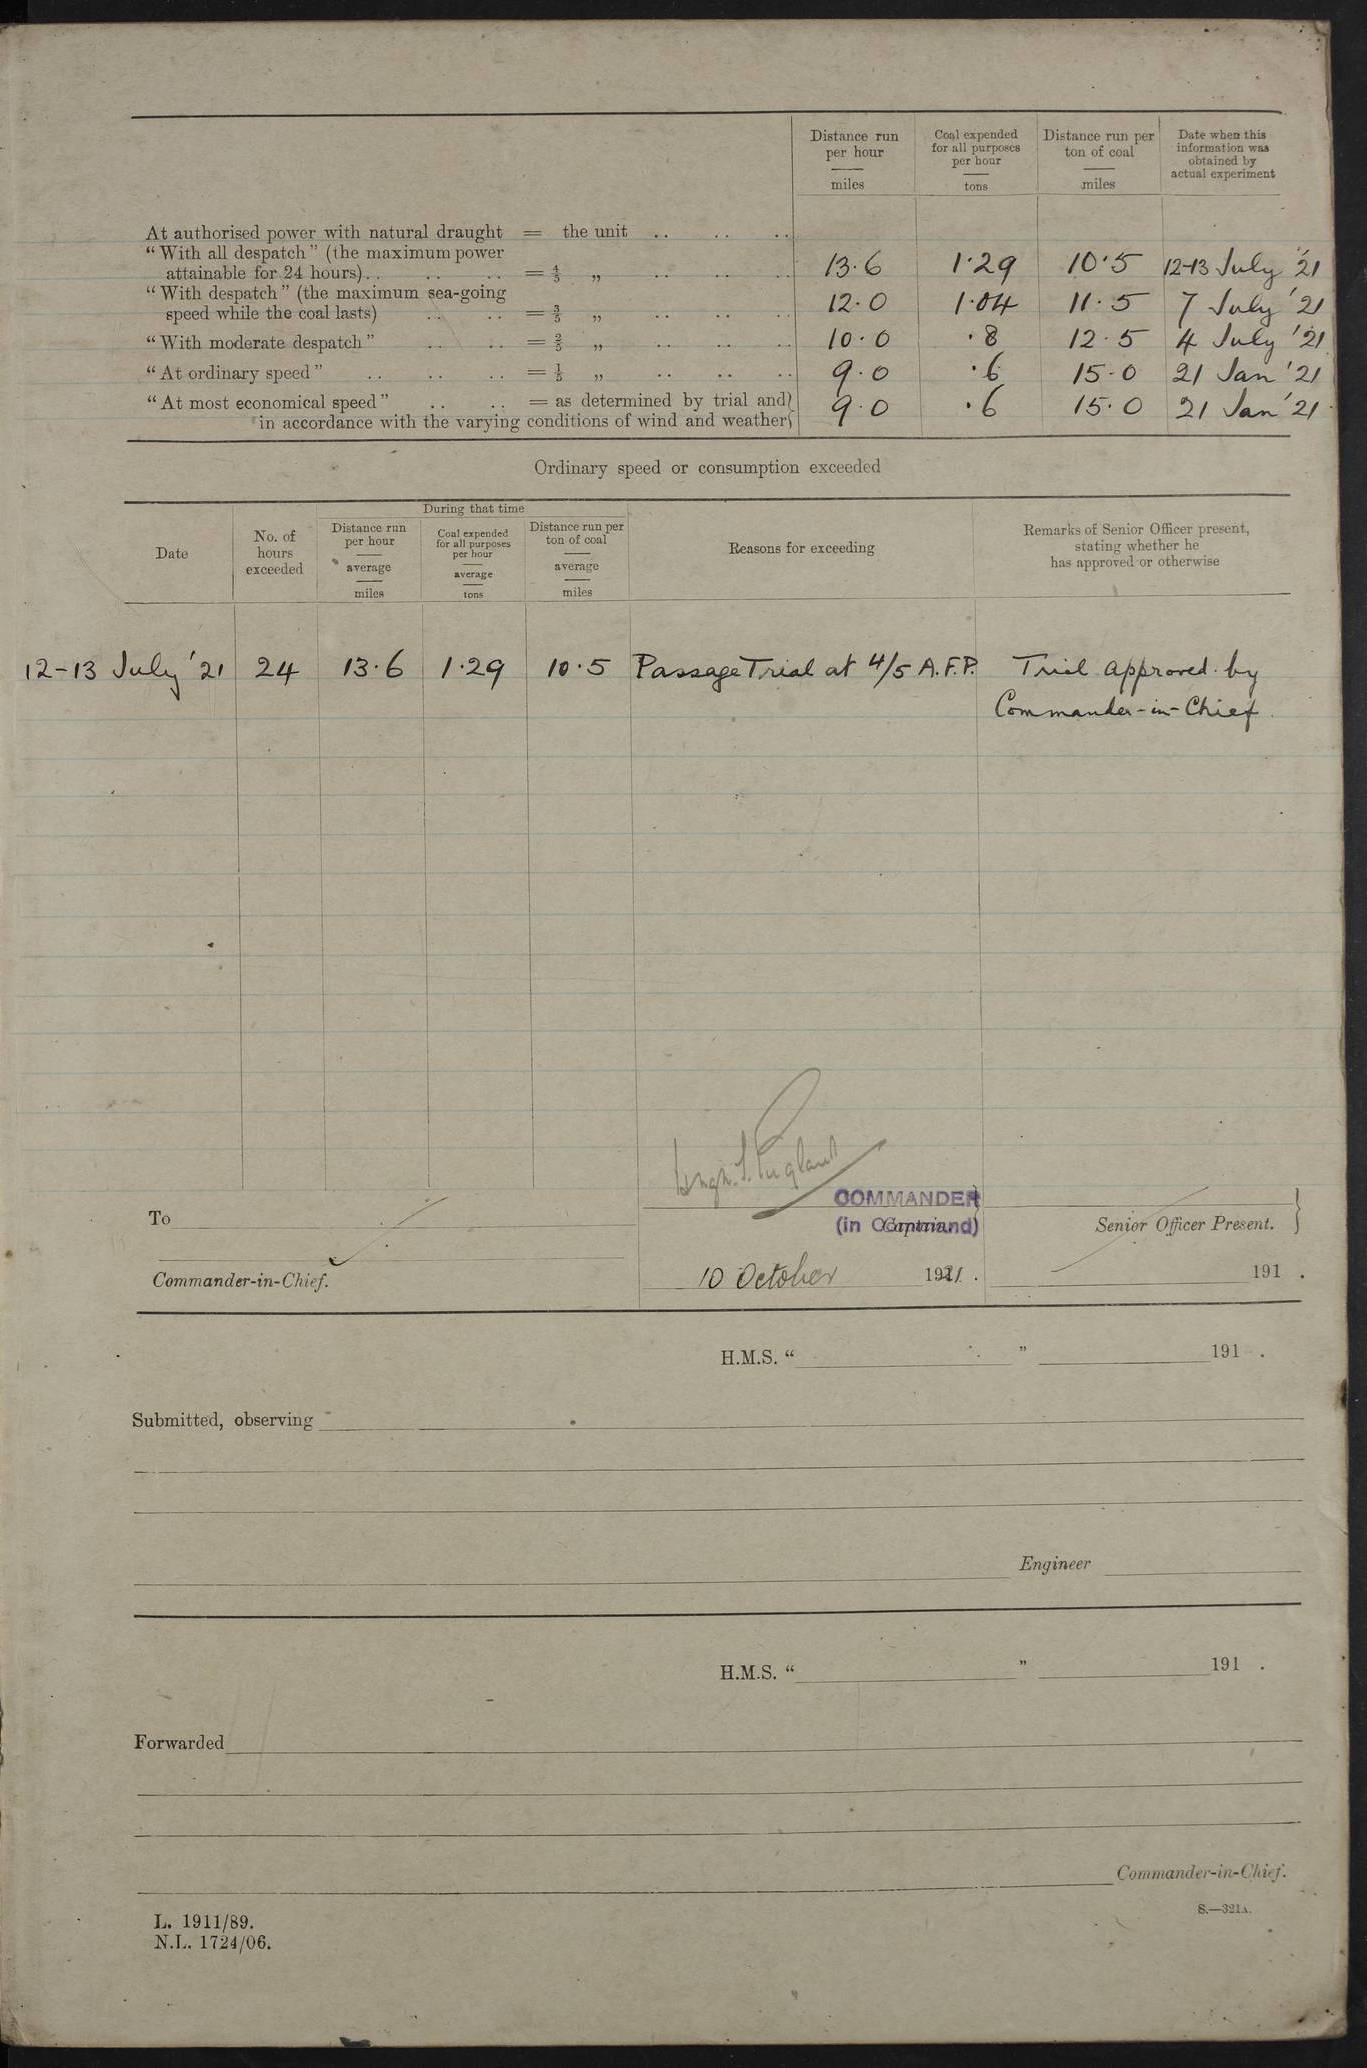 Distance run per hour — miles | Coal expended for all purposes per hour — tons | Distance run per ton of coal — miles | Date when this information was obtained by actual experiment
At authorised power with natural draught = the unit .. .. ..
“With all despatch” (the maximum power
attainable for 24 hours).. .. .. = 4/5 „ .. .. .. 13.6 1.29 10.5 12-13 July '21
“With despatch” (the maximum sea-going
speed while the coal lasts) .. .. = 3/5 „ .. .. .. 12.0 1.04 11.5 7 July '21
“With moderate despatch” .. .. = 2/5 „ .. .. .. 10.0 .8 12.5 4 July '21
“At ordinary speed” .. .. .. = 1/5 „ .. .. .. 9.0 .6 15.0 21 Jan '21
“At most economical speed” .. .. = as determined by trial and 9.0 .6 15.0 21 Jan '21
in accordance with the varying conditions of wind and weather
Ordinary speed or consumption exceeded
During that time
Date | No. of hours exceeded | Distance run per hour — average — miles | Coal expended for all purposes per hour — average — tons | Distance run per ton of coal — average — miles | Reasons for exceeding | Remarks of Senior Officer present, stating whether he has approved or otherwise
12-13 July '21 24 13.6 1.29 10.5 Passage Trial at 4/5 A.F.P. Trial approved by
Commander-in-Chief
COMMANDER
To
(in Command)
Captain.
Senior Officer Present.
Commander-in-Chief.
10 October 1921.
191 .
H.M.S. “ ” 191 .
Submitted, observing
Engineer
H.M.S. “ ” 191 .
Forwarded
Commander-in-Chief.
L. 1911/89.
S.—321A.
N.L. 1724/06.